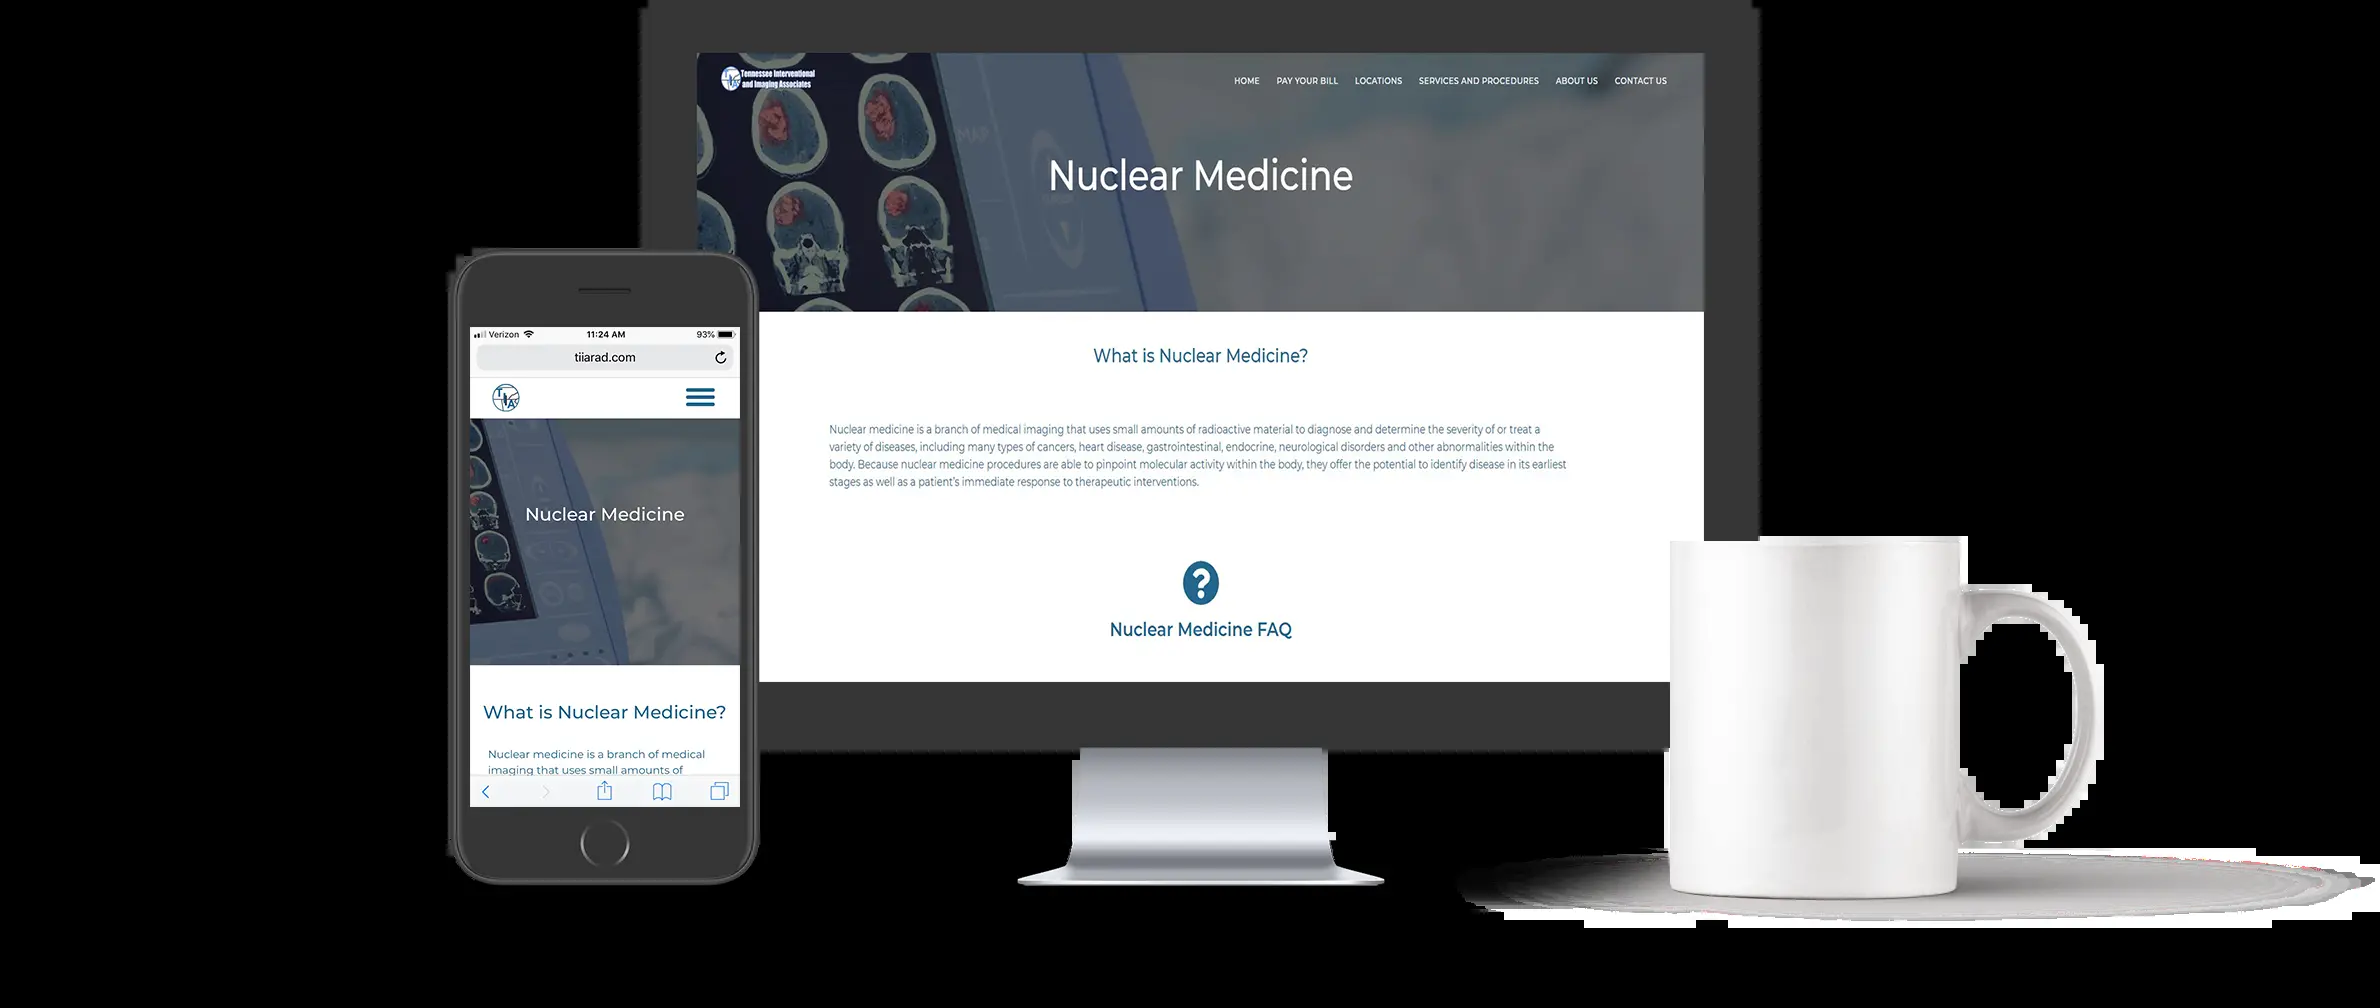 Tennessee Interventional
and Imaging Associates
HOME PAY YOUR BILL LOCATIONS SERVICES AND PROCEDURES ABOUT US CONTACT US
MAP
Nuclear Medicine
What is Nuclear Medicine?
Nuclear medicine is a branch of medical imaging that uses small amounts of radioactive material to diagnose and determine the severity of or treat a
variety of diseases, including many types of cancers, heart disease, gastrointestinal, endocrine, neurological disorders and other abnormalities within the
body. Because nuclear medicine procedures are able to pinpoint molecular activity within the body, they offer the potential to identify disease in its earliest
stages as well as a patient's immediate response to therapeutic interventions.
?
Nuclear Medicine FAQ
Verizon 11:24 AM 93%
tiiarad.com
TIIA
Nuclear Medicine
What is Nuclear Medicine?
Nuclear medicine is a branch of medical
imaging that uses small amounts of